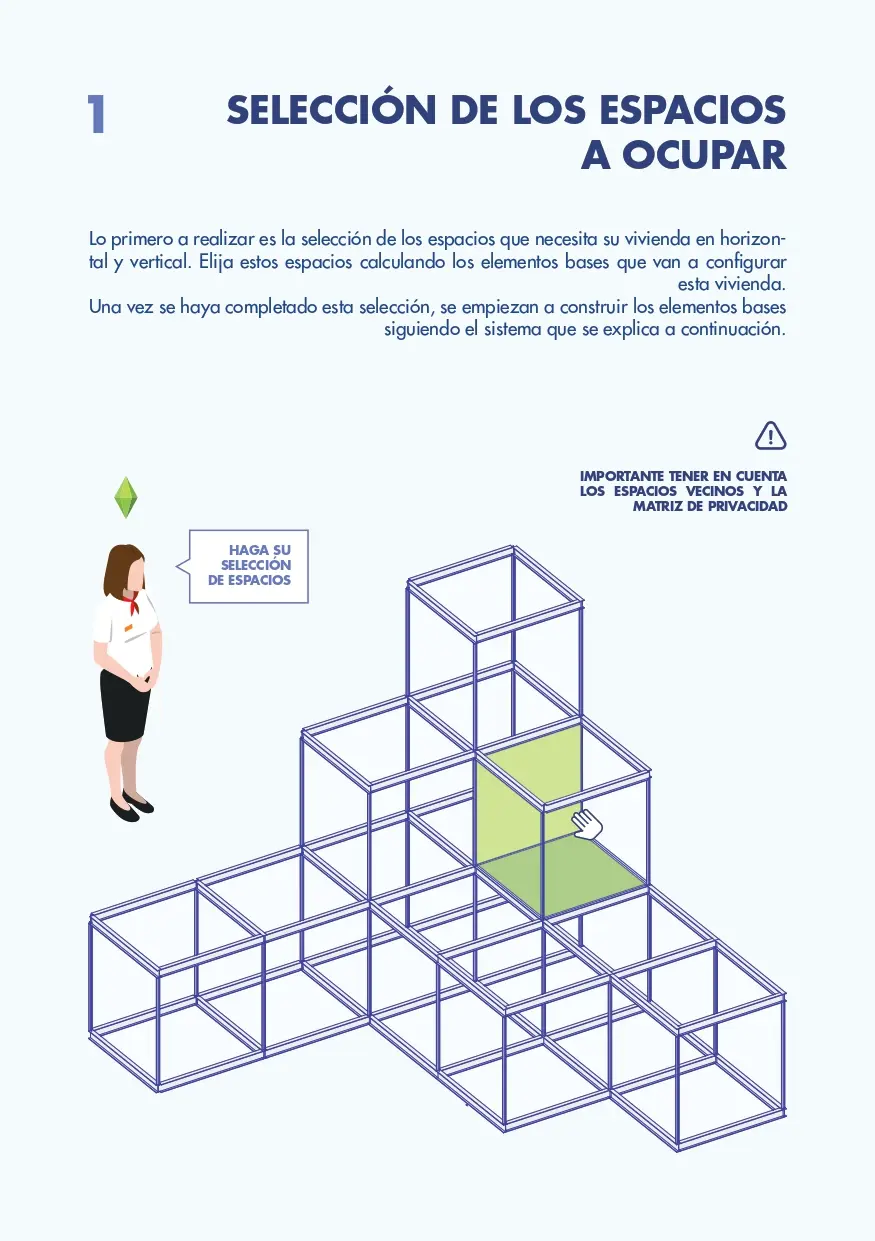 1
SELECCIÓN DE LOS ESPACIOS
A OCUPAR
Lo primero a realizar es la selección de los espacios que necesita su vivienda en horizon-
tal y vertical. Elija estos espacios calculando los elementos bases que van a configurar
esta vivienda.
Una vez se haya completado esta selección, se empiezan a construir los elementos bases
siguiendo el sistema que se explica a continuación.
IMPORTANTE TENER EN CUENTA
LOS ESPACIOS VECINOS Y LA
MATRIZ DE PRIVACIDAD
HAGA SU
SELECCIÓN
DE ESPACIOS